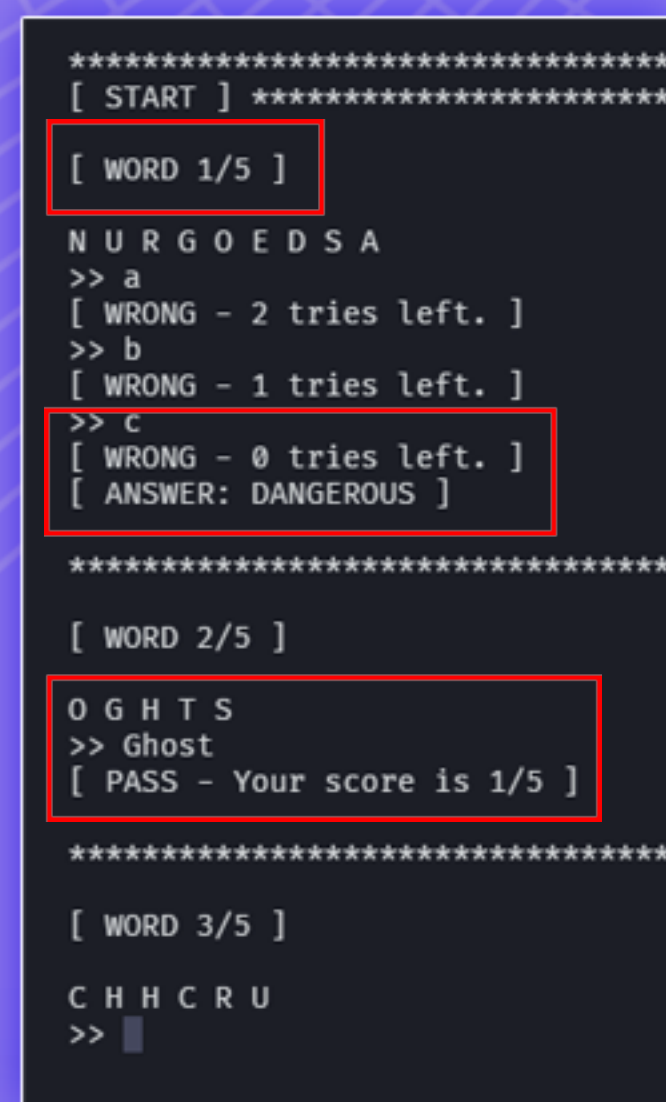 *********************************
[ START ] ***********************
[ WORD 1/5 ]
N U R G O E D S A
>> a
[ WRONG - 2 tries left. ]
>> b
[ WRONG - 1 tries left. ]
>> c
[ WRONG - 0 tries left. ]
[ ANSWER: DANGEROUS ]
*********************************
[ WORD 2/5 ]
O G H T S
>> Ghost
[ PASS - Your score is 1/5 ]
*********************************
[ WORD 3/5 ]
C H H C R U
>>